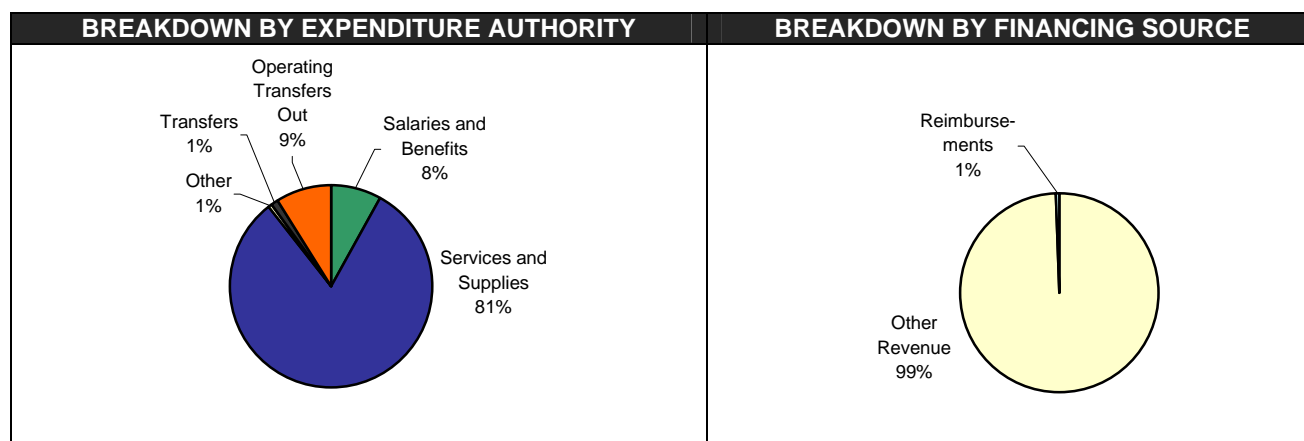 BREAKDOWN BY EXPENDITURE AUTHORITY
Operating
Transfers
Out
9%
Transfers
1%
Other
1%
Salaries and
Benefits
8%
Services and
Supplies
81%
BREAKDOWN BY FINANCING SOURCE
Reimburse-
ments
1%
Other
Revenue
99%